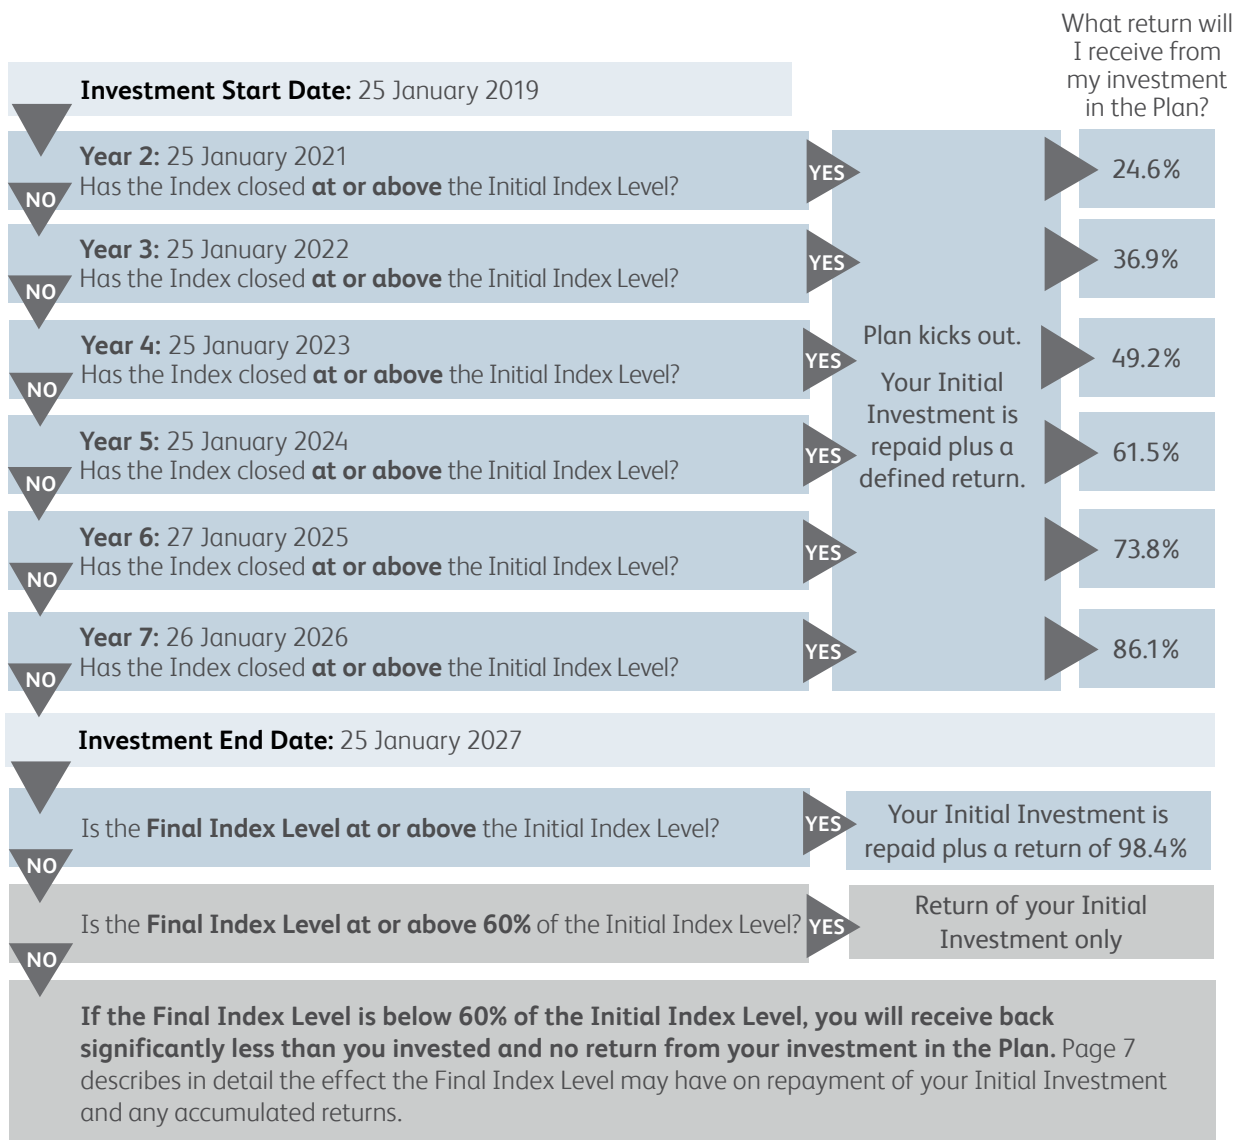 What return will
I receive from
my investment
in the Plan?
Investment Start Date: 25 January 2019
Year 2: 25 January 2021
Has the Index closed at or above the Initial Index Level?
NO
YES
24.6%
Year 3: 25 January 2022
Has the Index closed at or above the Initial Index Level?
NO
YES
36.9%
Year 4: 25 January 2023
Has the Index closed at or above the Initial Index Level?
NO
YES
49.2%
Plan kicks out.
Your Initial
Investment is
repaid plus a
defined return.
Year 5: 25 January 2024
Has the Index closed at or above the Initial Index Level?
NO
YES
61.5%
Year 6: 27 January 2025
Has the Index closed at or above the Initial Index Level?
NO
YES
73.8%
Year 7: 26 January 2026
Has the Index closed at or above the Initial Index Level?
NO
YES
86.1%
Investment End Date: 25 January 2027
Is the Final Index Level at or above the Initial Index Level?
NO
YES
Your Initial Investment is
repaid plus a return of 98.4%
Is the Final Index Level at or above 60% of the Initial Index Level?
NO
YES
Return of your Initial
Investment only
If the Final Index Level is below 60% of the Initial Index Level, you will receive back
significantly less than you invested and no return from your investment in the Plan. Page 7
describes in detail the effect the Final Index Level may have on repayment of your Initial Investment
and any accumulated returns.